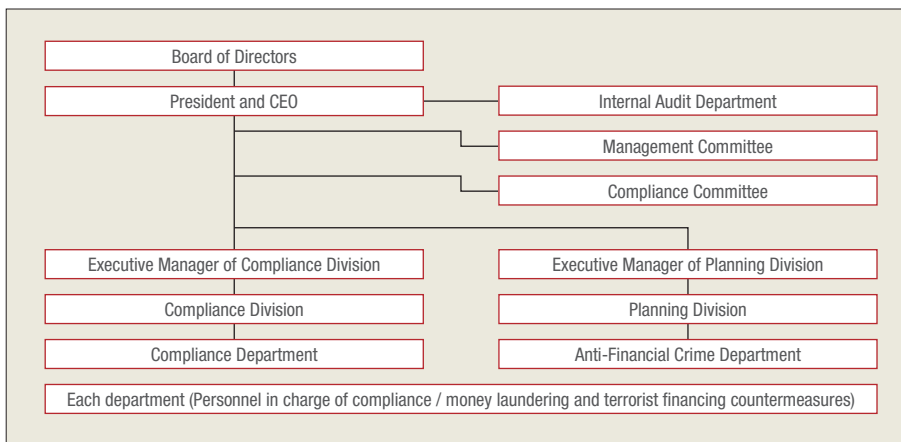 Board of Directors
President and CEO
Internal Audit Department
Management Committee
Compliance Committee
Executive Manager of Compliance Division
Executive Manager of Planning Division
Compliance Division
Planning Division
Compliance Department
Anti-Financial Crime Department
Each department (Personnel in charge of compliance / money laundering and terrorist financing countermeasures)